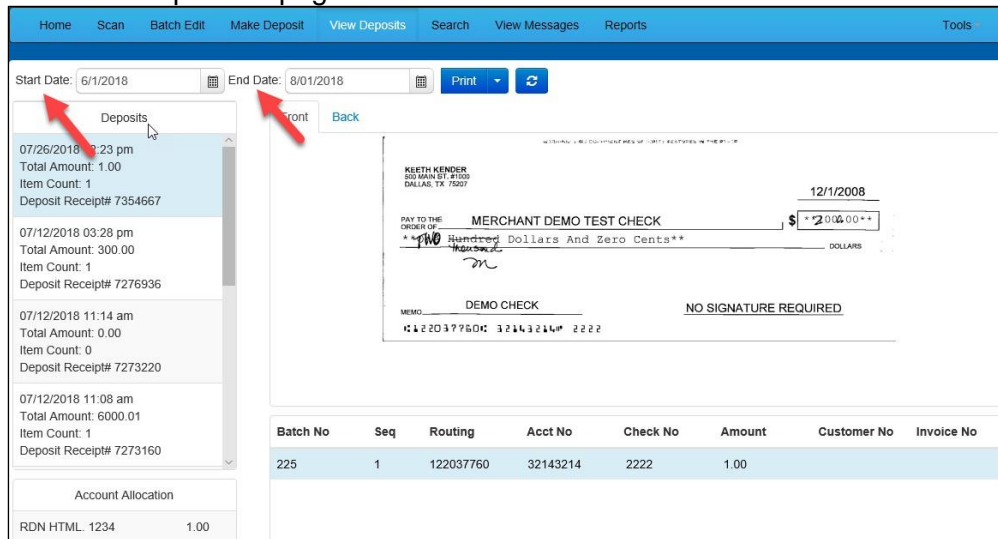 Home Scan Batch Edit Make Deposit View Deposits Search View Messages Reports Tools
Start Date: 6/1/2018 End Date: 8/01/2018 Print
Deposits
07/26/2018 :23 pm
Total Amount: 1.00
Item Count: 1
Deposit Receipt# 7354667
07/12/2018 03:28 pm
Total Amount: 300.00
Item Count: 1
Deposit Receipt# 7276936
07/12/2018 11:14 am
Total Amount: 0.00
Item Count: 0
Deposit Receipt# 7273220
07/12/2018 11:08 am
Total Amount: 6000.01
Item Count: 1
Deposit Receipt# 7273160
Account Allocation
RDN HTML. 1234 1.00
Front Back
KEETH KENDER
500 MAIN ST. #1000
DALLAS, TX 75207
12/1/2008
PAY TO THE
ORDER OF MERCHANT DEMO TEST CHECK $
Hundred Dollars And Zero Cents**
thousand
DOLLARS
MEMO DEMO CHECK NO SIGNATURE REQUIRED
⑆122037760⑆ 32143214⑈ 2222
Batch No Seq Routing Acct No Check No Amount Customer No Invoice No
225 1 122037760 32143214 2222 1.00